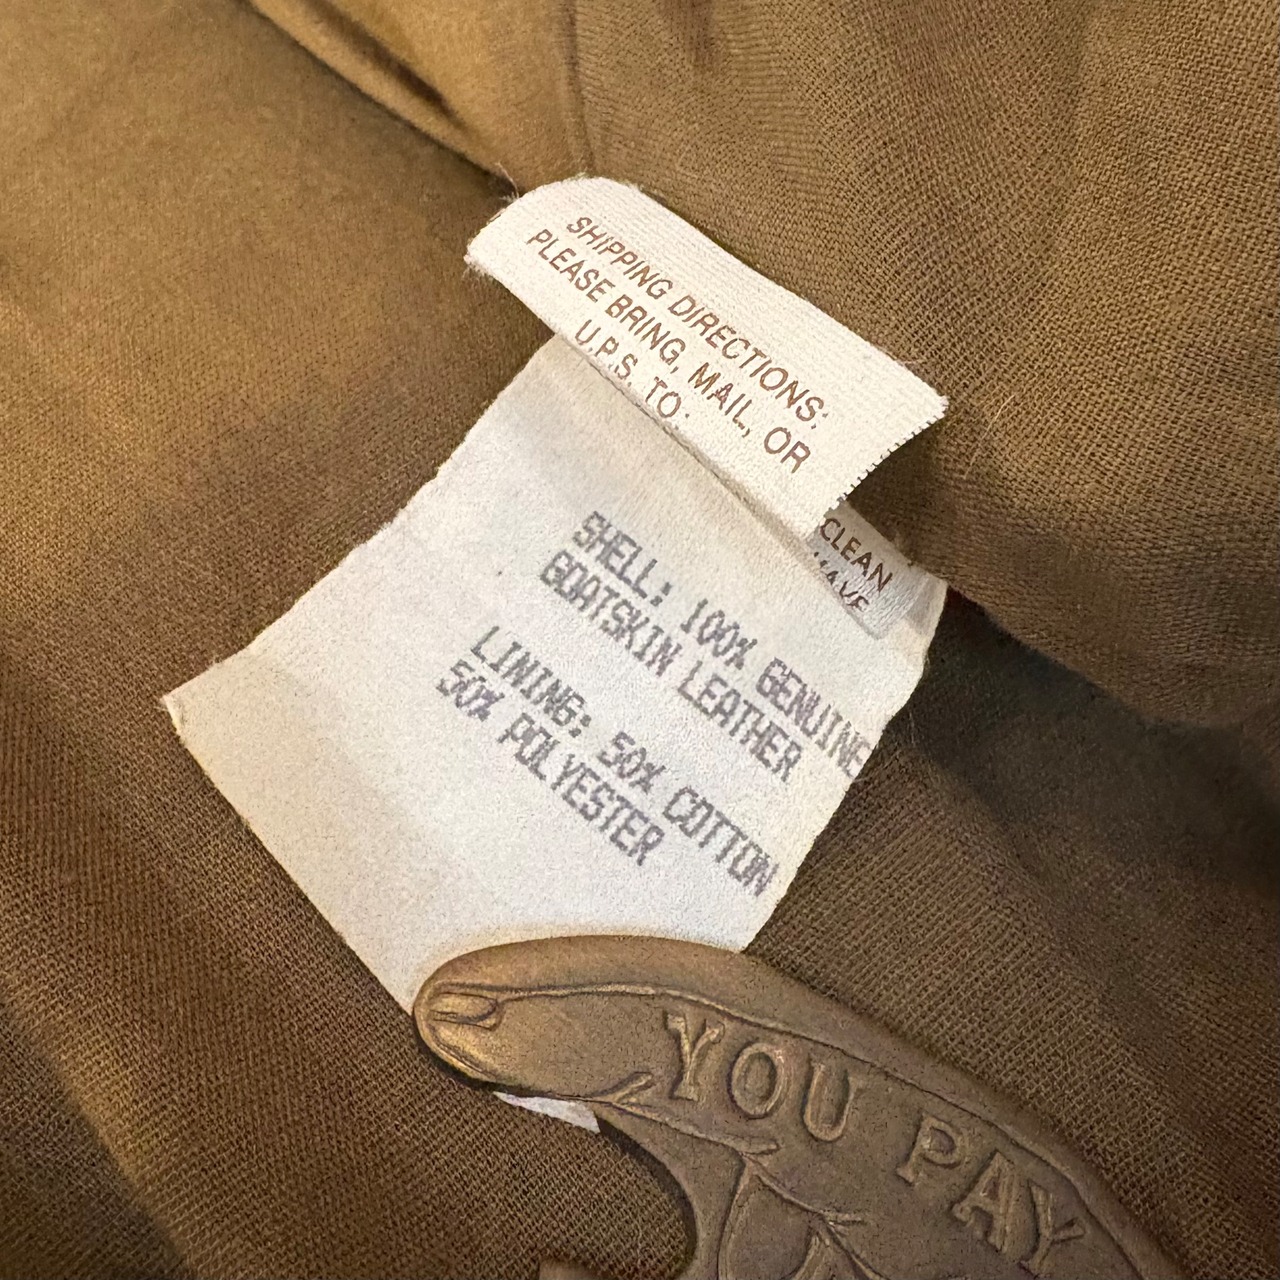 SHIPPING DIRECTIONS:
PLEASE BRING, MAIL, OR
U.P.S. TO:
CLEAN
SHELL: 100% GENUINE
GOATSKIN LEATHER
LINING: 50% COTTON
50% POLYESTER
YOU PAY